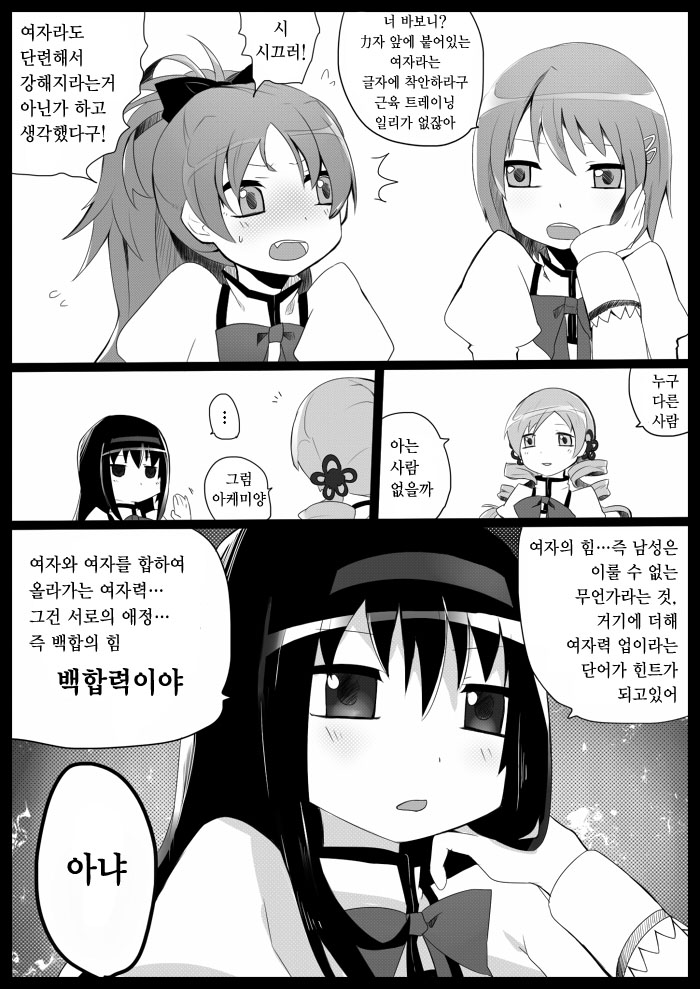 너 바보니?
力자 앞에 붙어있는
여자라는
글자에 착안하라구
근육 트레이닝
일리가 없잖아
시
시끄러!
여자라도
단련해서
강해지라는거
아닌가 하고
생각했다구!
누구
다른
사람
아는
사람
없을까
⋮
그럼
아케미양
여자의 힘…즉 남성은
이룰 수 없는
무언가라는 것,
거기에 더해
여자력 업이라는
단어가 힌트가
되고있어
여자와 여자를 합하여
올라가는 여자력…
그건 서로의 애정…
즉 백합의 힘
백합력이야
아냐